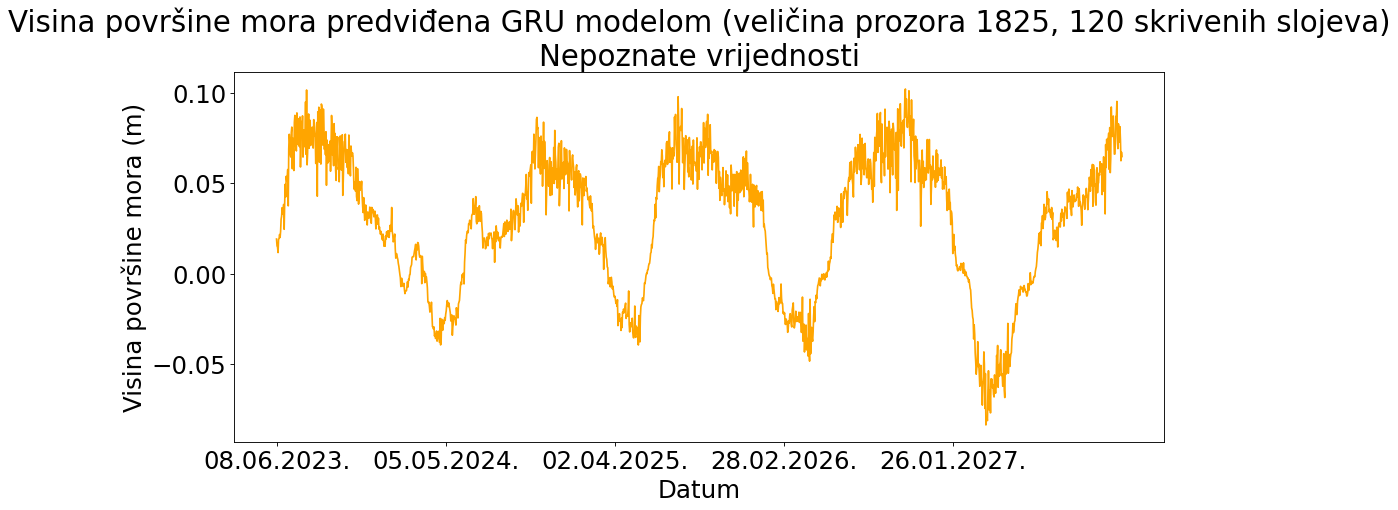 Visina površine mora predviđena GRU modelom (veličina prozora 1825, 120 skrivenih slojeva)
Nepoznate vrijednosti
Visina površine mora (m)
0.10
0.05
0.00
−0.05
08.06.2023. 05.05.2024. 02.04.2025. 28.02.2026. 26.01.2027.
Datum